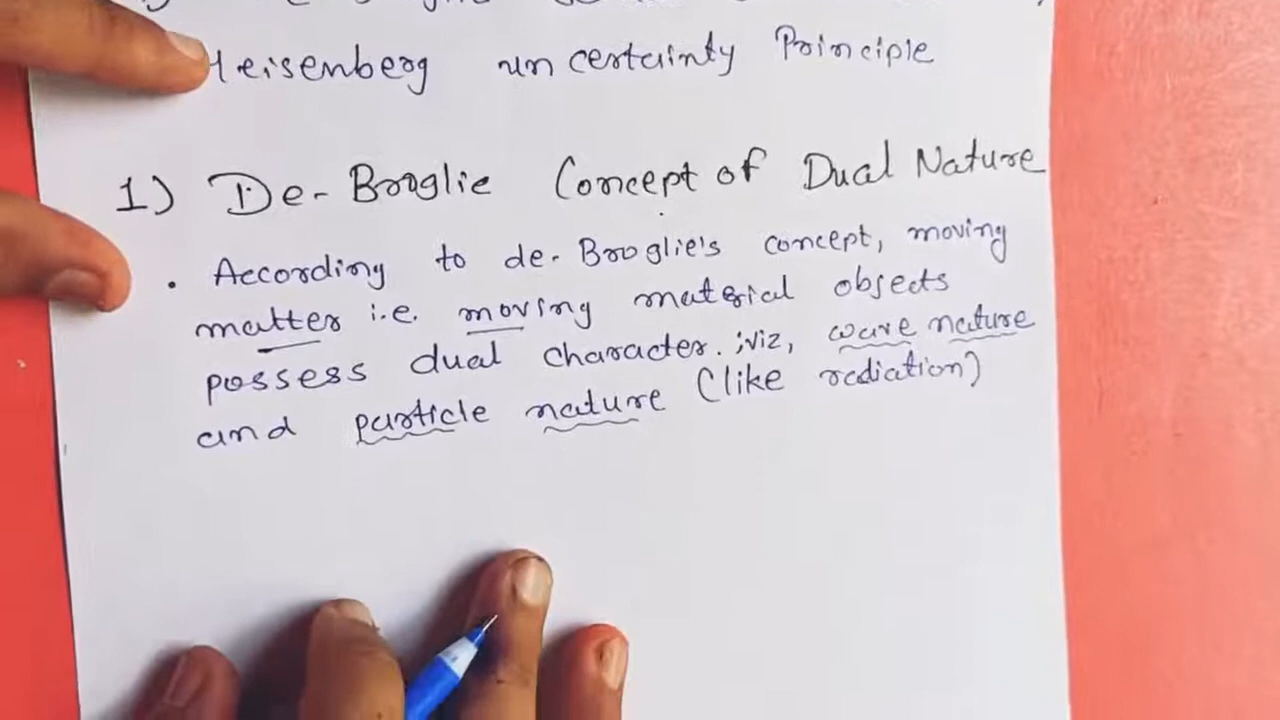 Heisenberg uncertainty Principle
1) De-Broglie Concept of Dual Nature
. According to de-Broglie's concept, moving
matter i.e. moving material objects
possess dual character. ;viz, wave nature
and particle nature (like radiation)